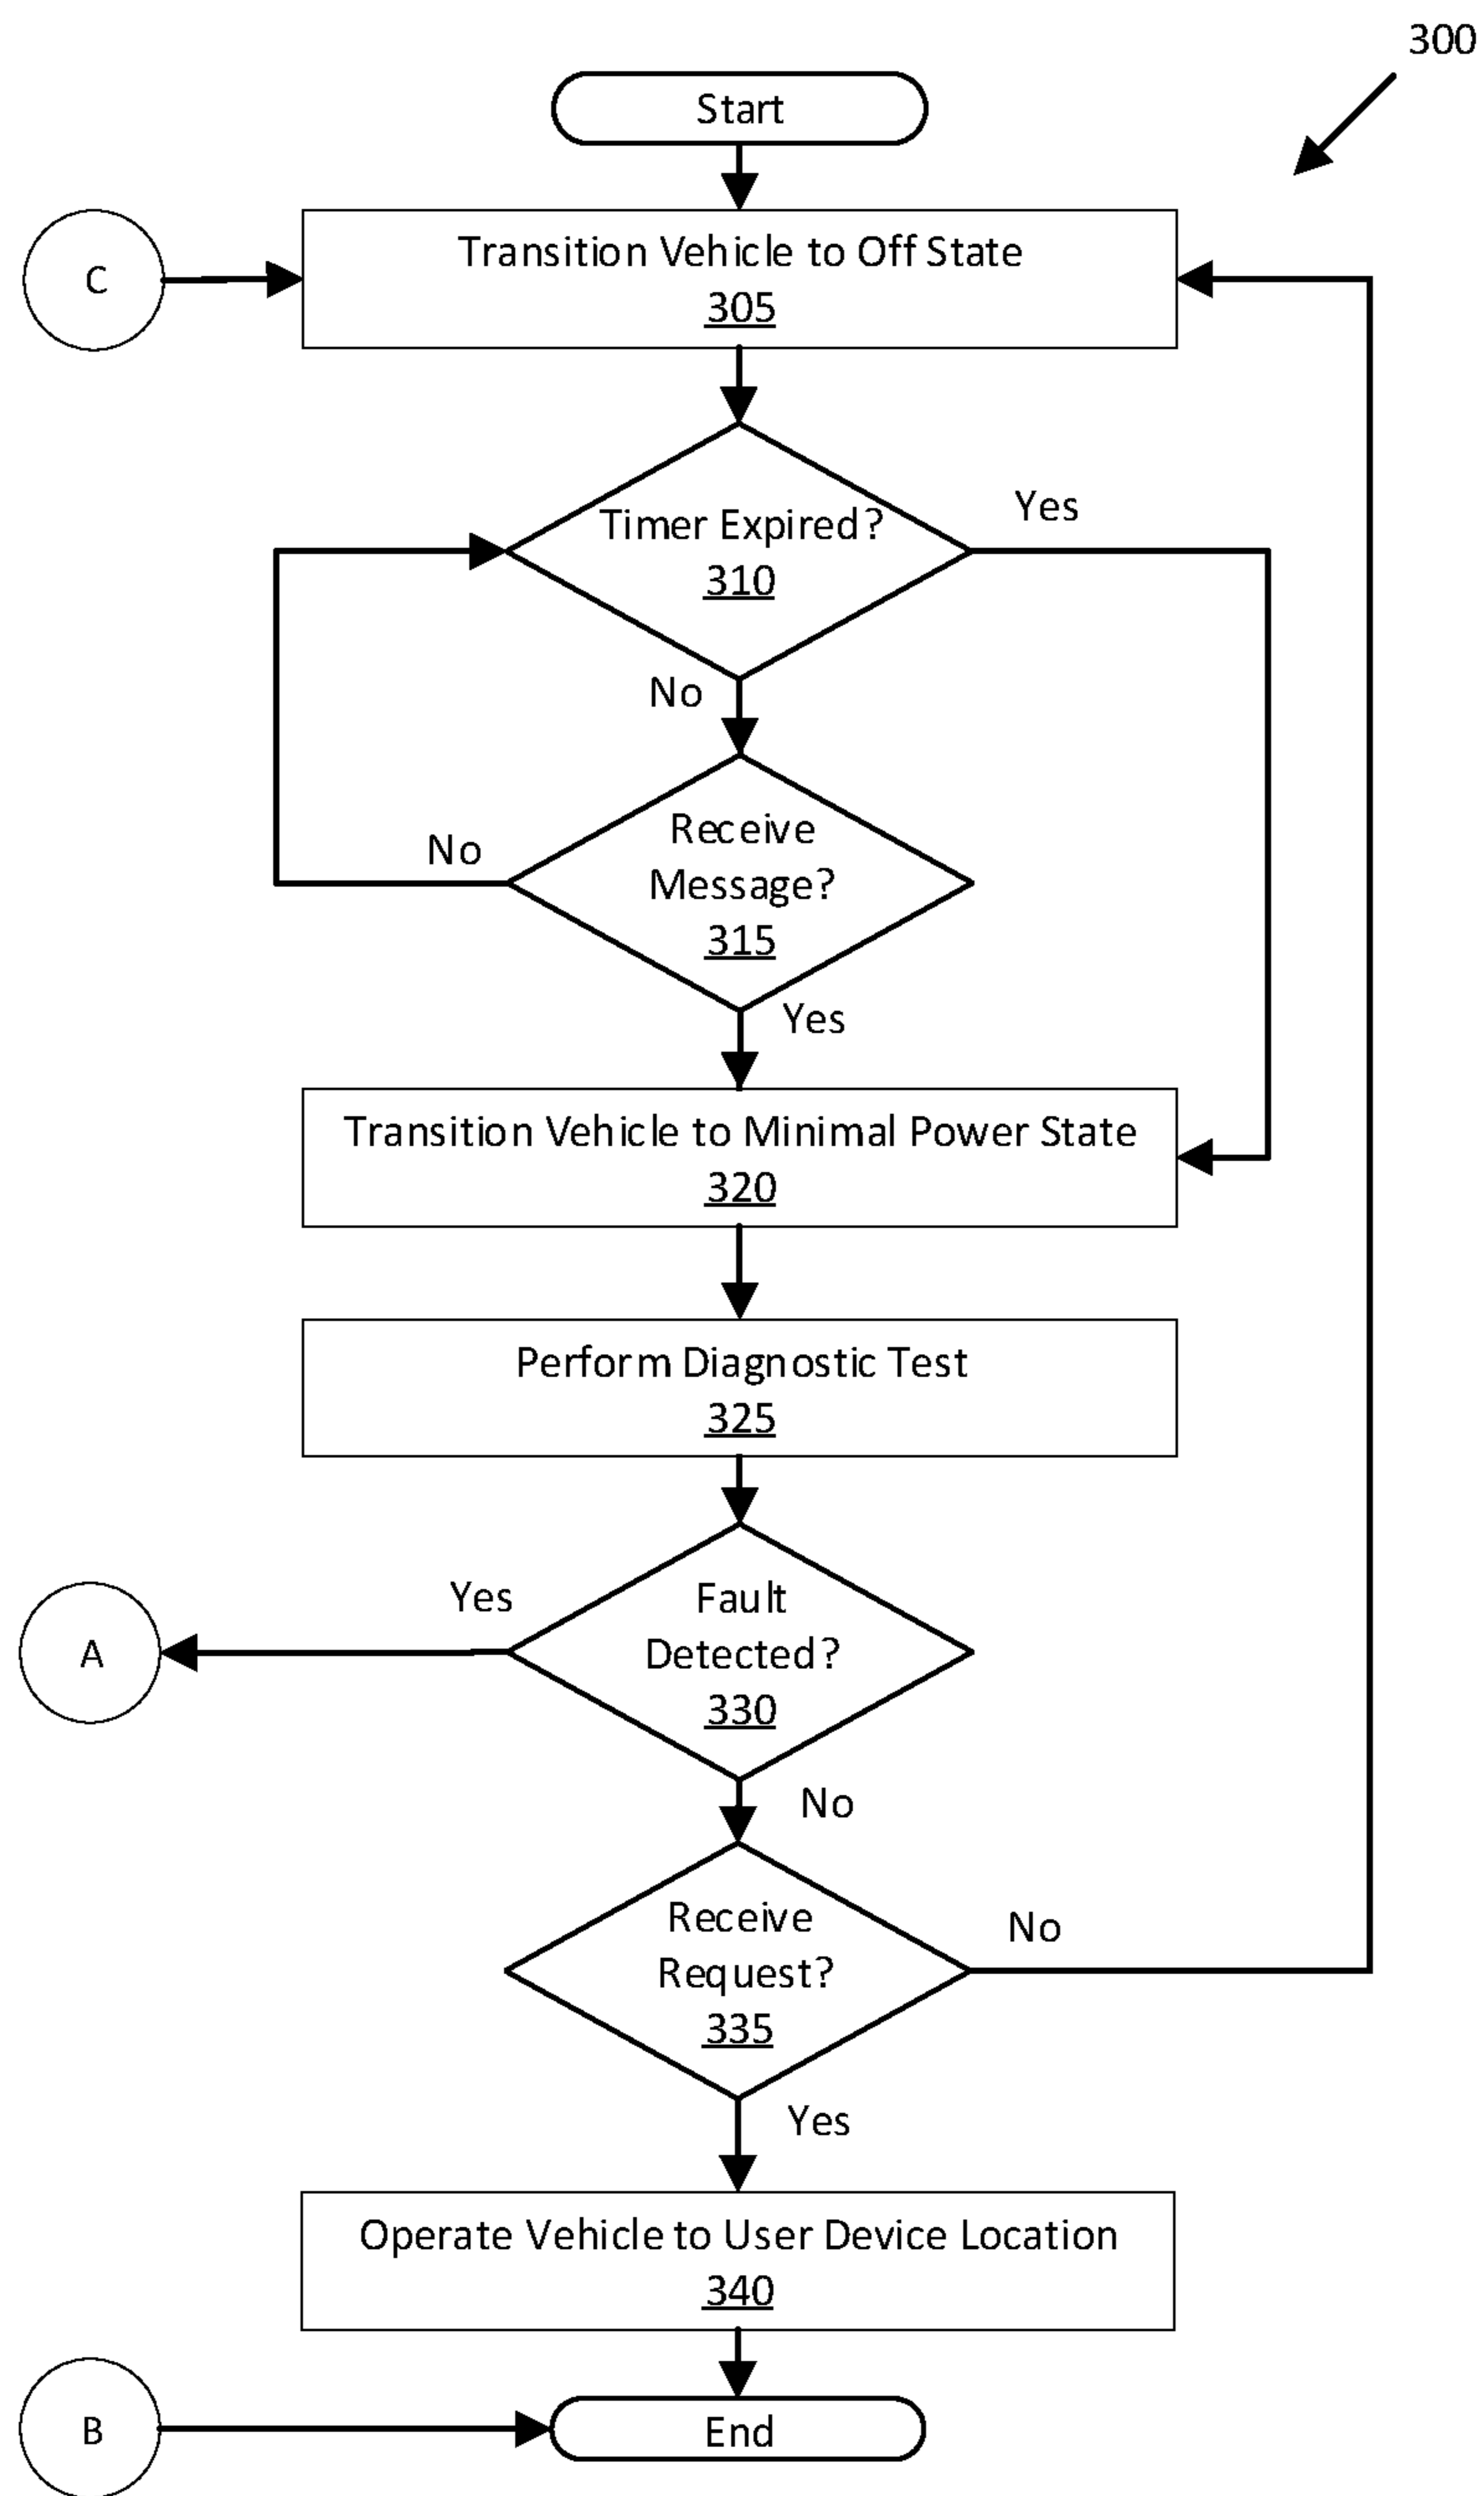 300
Start
C
Transition Vehicle to Off State
305
Timer Expired?
310
Yes
No
Receive
Message?
315
No
Yes
Transition Vehicle to Minimal Power State
320
Perform Diagnostic Test
325
Yes
Fault
Detected?
330
A
No
Receive
Request?
335
No
Yes
Operate Vehicle to User Device Location
340
B
End